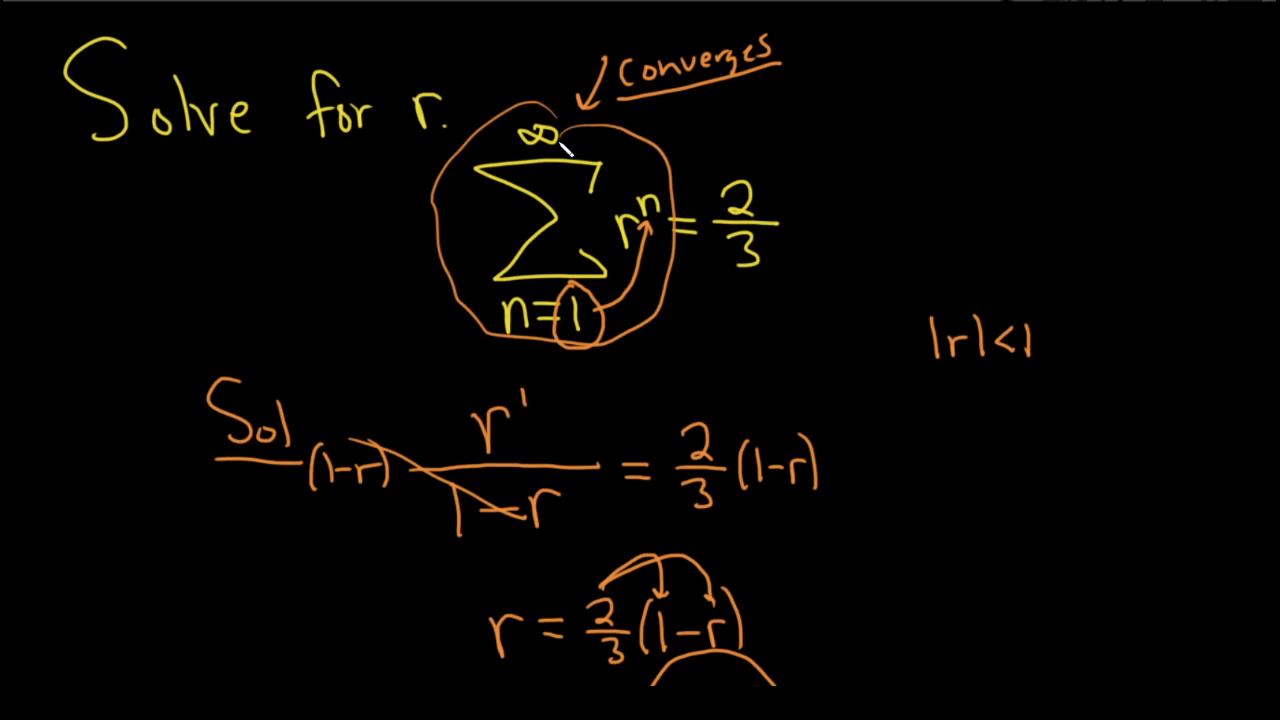 Solve for r.
Converges
∞
Σ rⁿ = 2/3
n=1
|r|<1
Sol
(1-r) r¹/(1-r) = 2/3 (1-r)
r = 2/3 (1-r)